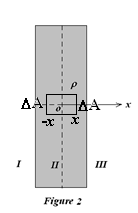 ρ
ΔA o ΔA x
-x x
I II III
Figure 2